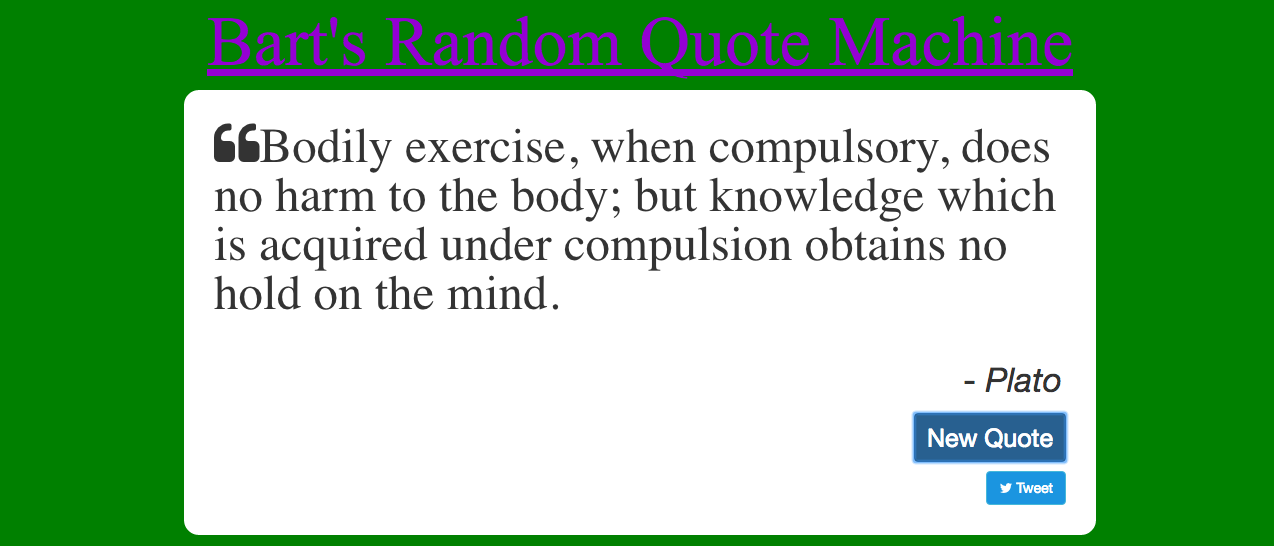 Bart's Random Quote Machine
❝Bodily exercise, when compulsory, does
no harm to the body; but knowledge which
is acquired under compulsion obtains no
hold on the mind.
- Plato
New Quote
Tweet